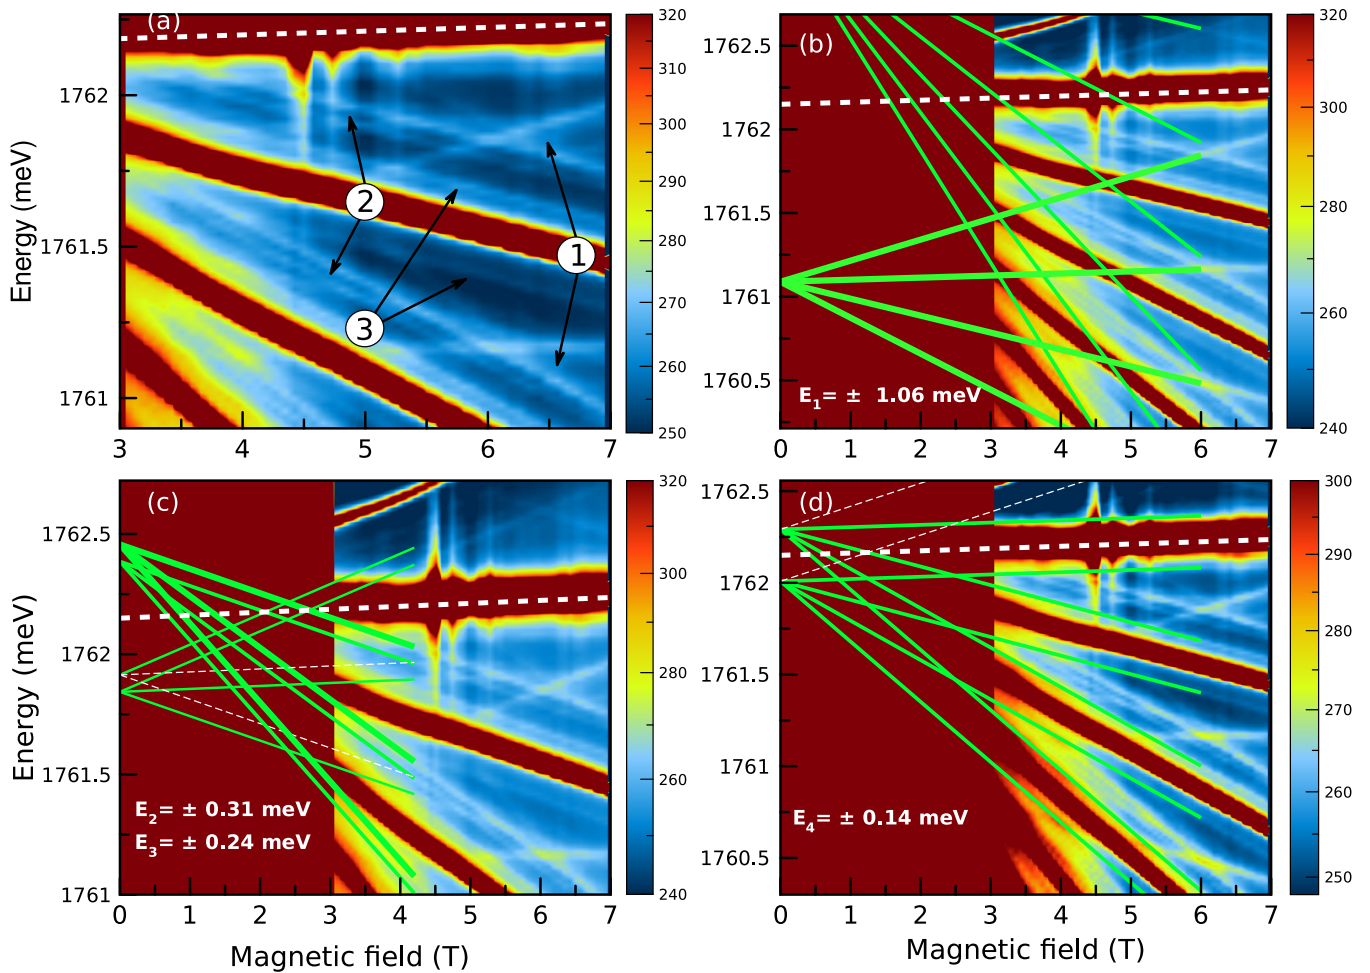 (a)
Energy (meV)
1762
1761.5
1761
3 4 5 6 7
2
3
1
320
310
300
290
280
270
260
250
(b)
1762.5
1762
1761.5
1761
1760.5
E1= ± 1.06 meV
0 1 2 3 4 5 6 7
320
300
280
260
240
(c)
Energy (meV)
1762.5
1762
1761.5
1761
E2= ± 0.31 meV
E3= ± 0.24 meV
0 1 2 3 4 5 6 7
Magnetic field (T)
320
300
280
260
240
(d)
1762.5
1762
1761.5
1761
1760.5
E4= ± 0.14 meV
0 1 2 3 4 5 6 7
Magnetic field (T)
300
290
280
270
260
250